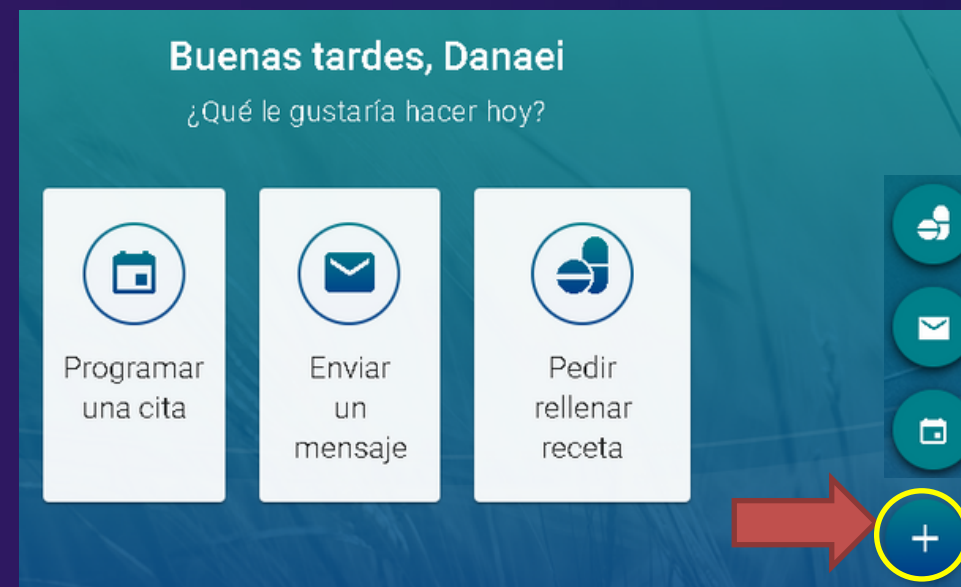 Buenas tardes, Danaei
¿Qué le gustaría hacer hoy?
Programar
una cita
Enviar
un
mensaje
Pedir
rellenar
receta